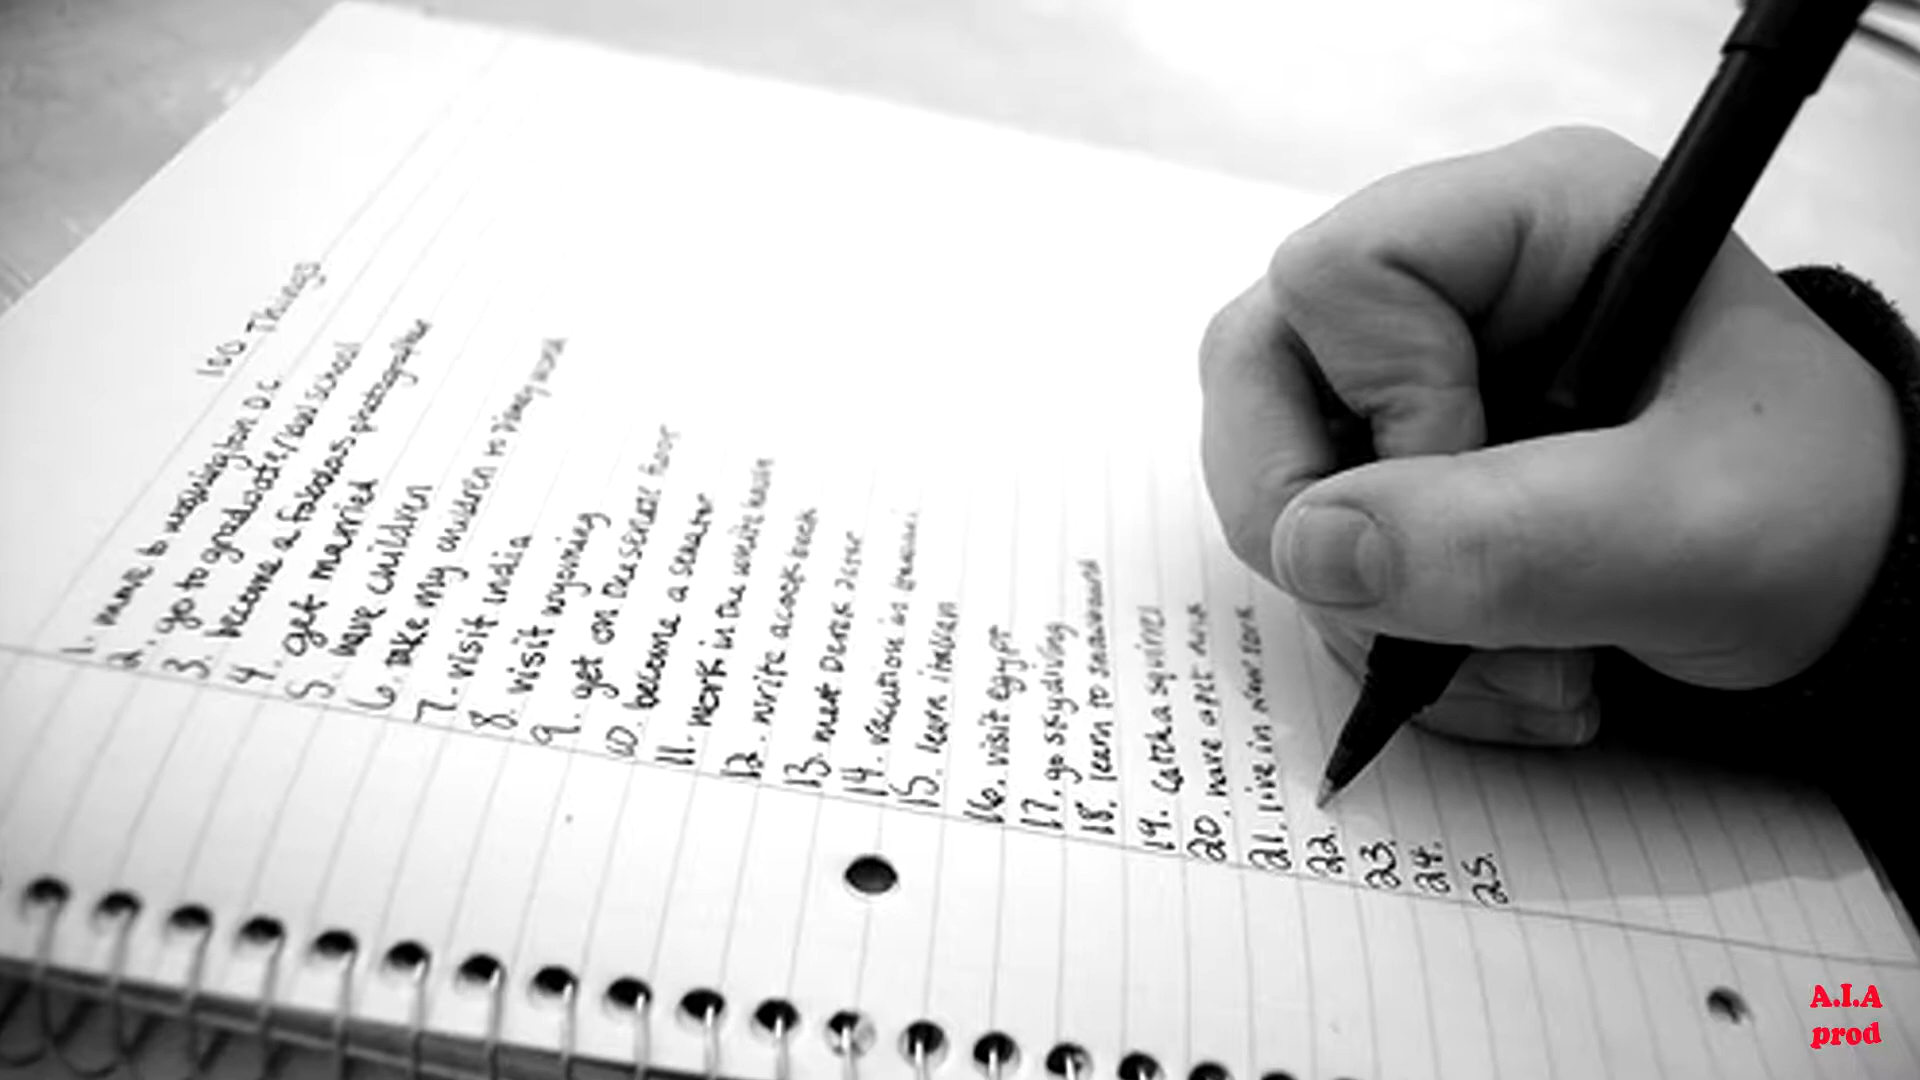 100 Things
1. move to washington D.C.
2. go to graduate/law school
3. become a fabulous photographer
4. get married
5. have children
6. take my children to Disney world
7. visit india
8. visit wyoming
9. get on the senate floor
10. become a senator
11. work in the white house
12. write a cook book
13. meet Derek
14. vacation in
15. learn italian
16. visit egypt
17. go skydiving
18. learn to snowboard
19. catch a squirrel
20. have a pet
21. live in new york
22.
23.
24.
25.
A.I.A
prod